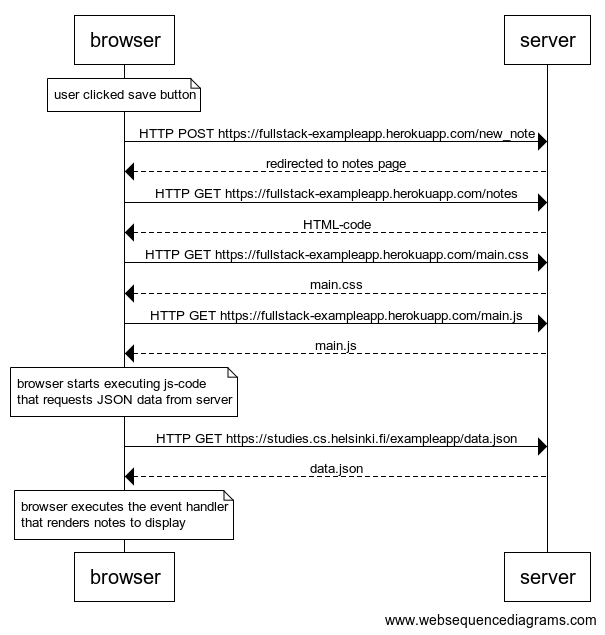 browser server
user clicked save button
HTTP POST https://fullstack-exampleapp.herokuapp.com/new_note
redirected to notes page
HTTP GET https://fullstack-exampleapp.herokuapp.com/notes
HTML-code
HTTP GET https://fullstack-exampleapp.herokuapp.com/main.css
main.css
HTTP GET https://fullstack-exampleapp.herokuapp.com/main.js
main.js
browser starts executing js-code
that requests JSON data from server
HTTP GET https://studies.cs.helsinki.fi/exampleapp/data.json
data.json
browser executes the event handler
that renders notes to display
browser server
www.websequencediagrams.com